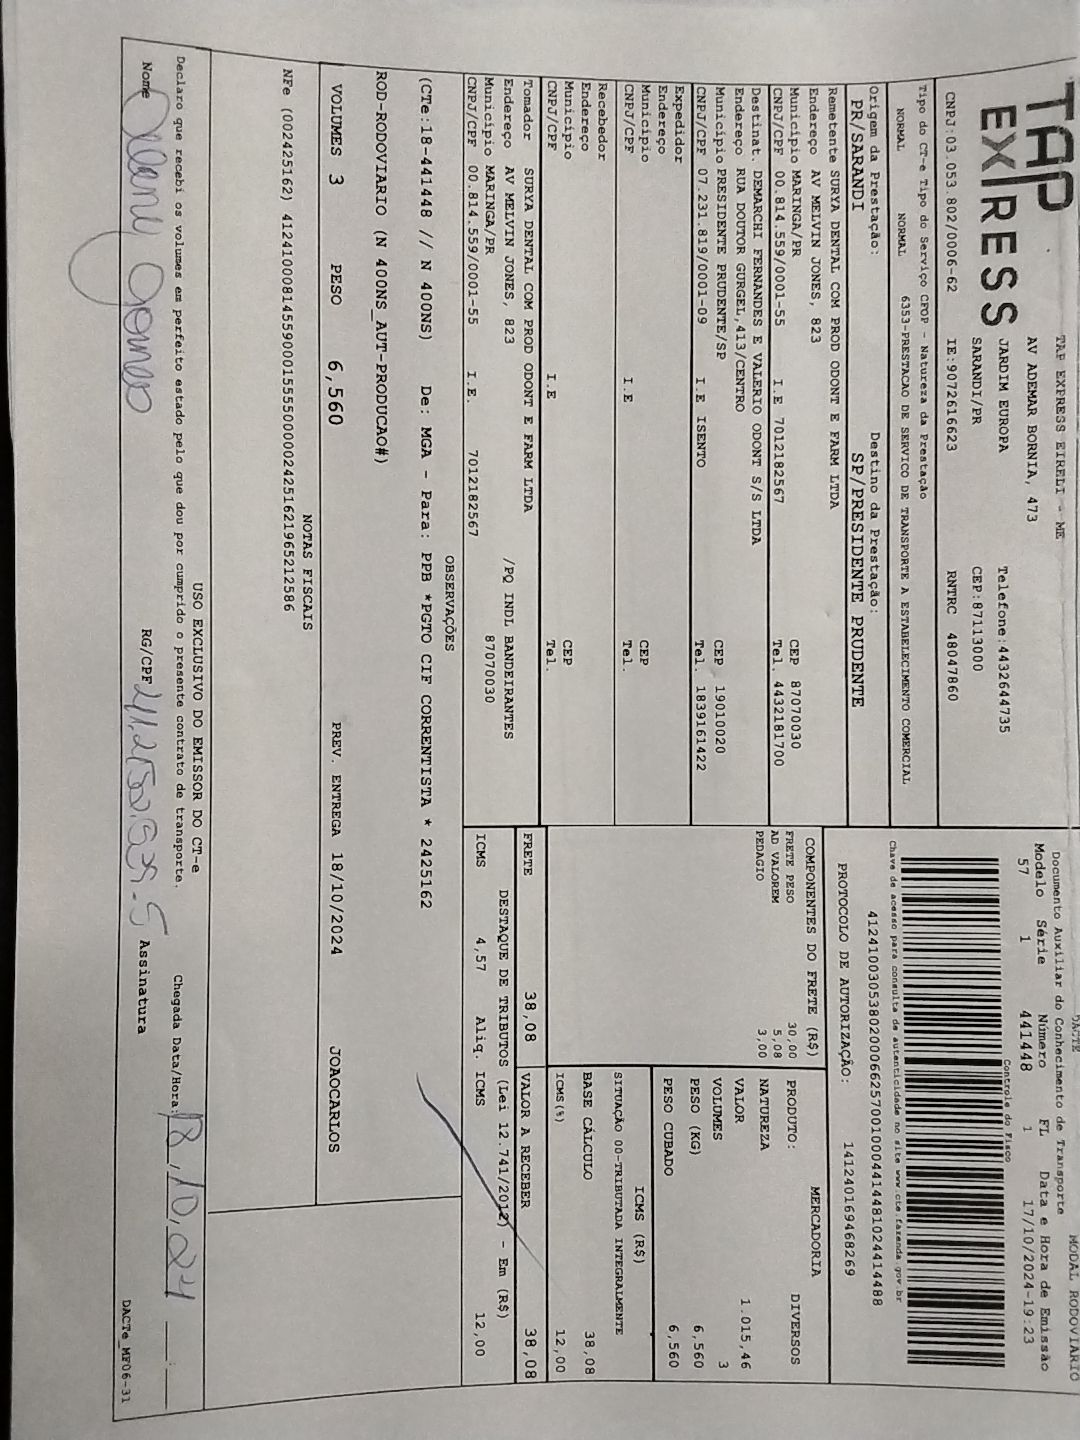 TAP EXPRESS
TAP EXPRESS EIRELI - ME
AV ADEMAR BORNIA, 473
JARDIM EUROPA Telefone:4432644735
SARANDI/PR CEP:87113000
CNPJ:03.053.802/0006-62 IE:9072616623 RNTRC 48047860
Tipo do CT-e Tipo do Serviço CFOP - Natureza da Prestação
NORMAL NORMAL 6353-PRESTACAO DE SERVICO DE TRANSPORTE A ESTABELECIMENTO COMERCIAL
Origem da Prestação: Destino da Prestação:
PR/SARANDI SP/PRESIDENTE PRUDENTE
DACTE MODAL RODOVIARIO
Documento Auxiliar do Conhecimento de Transporte
Modelo Série Número FL Data e Hora de Emissão
57 1 441448 1 17/10/2024-19:23
Controle do Fisco
41241003053802000662570010004414481024414488
Chave de acesso para consulta de autenticidade no site www.cte.fazenda.gov.br
PROTOCOLO DE AUTORIZAÇÃO: 141240169468269
Remetente SURYA DENTAL COM PROD ODONT E FARM LTDA
Endereço AV MELVIN JONES, 823
Município MARINGA/PR CEP 87070030
CNPJ/CPF 00.814.559/0001-55 I.E 7012182567 Tel. 4432181700
Destinat. DEMARCHI FERNANDES E VALERIO ODONT S/S LTDA
Endereço RUA DOUTOR GURGEL,413/CENTRO
Município PRESIDENTE PRUDENTE/SP CEP 19010020
CNPJ/CPF 07.231.819/0001-09 I.E ISENTO Tel. 1839161422
Expedidor
Endereço
Município CEP
CNPJ/CPF I.E Tel.
Recebedor
Endereço
Município CEP
CNPJ/CPF I.E Tel.
Tomador SURYA DENTAL COM PROD ODONT E FARM LTDA
Endereço AV MELVIN JONES, 823 /PQ INDL BANDEIRANTES
Município MARINGA/PR 87070030
CNPJ/CPF 00.814.559/0001-55 I.E. 7012182567
COMPONENTES DO FRETE (R$)
FRETE PESO 30,00
AD VALOREM 5,08
PEDAGIO 3,00
MERCADORIA
PRODUTO: DIVERSOS
NATUREZA
VALOR 1.015,46
VOLUMES 3
PESO (KG) 6,560
PESO CUBADO 6,560
ICMS (R$)
SITUAÇÃO 00-TRIBUTADA INTEGRALMENTE
BASE CÁLCULO 38,08
ICMS(%) 12,00
FRETE 38,08 VALOR A RECEBER 38,08
DESTAQUE DE TRIBUTOS (Lei 12.741/2012) - Em (R$)
ICMS 4,57 Aliq. ICMS 12,00
OBSERVAÇÕES
(CTe:18-441448 // N 400NS) De: MGA - Para: PPB *PGTO CIF CORRENTISTA * 2425162
ROD-RODOVIARIO (N 400NS_AUT-PRODUCAO#)
VOLUMES 3 PESO 6,560 PREV. ENTREGA 18/10/2024 JOAOCARLOS
NOTAS FISCAIS
NFe (002425162) 41241000814559000155550000024251621965212586
USO EXCLUSIVO DO EMISSOR DO CT-e
Declaro que recebi os volumes em perfeito estado pelo que dou por cumprido o presente contrato de transporte. Chegada Data/Hora: 18/10/24
Nome RG/CPF Assinatura
DACTe_MF06-31